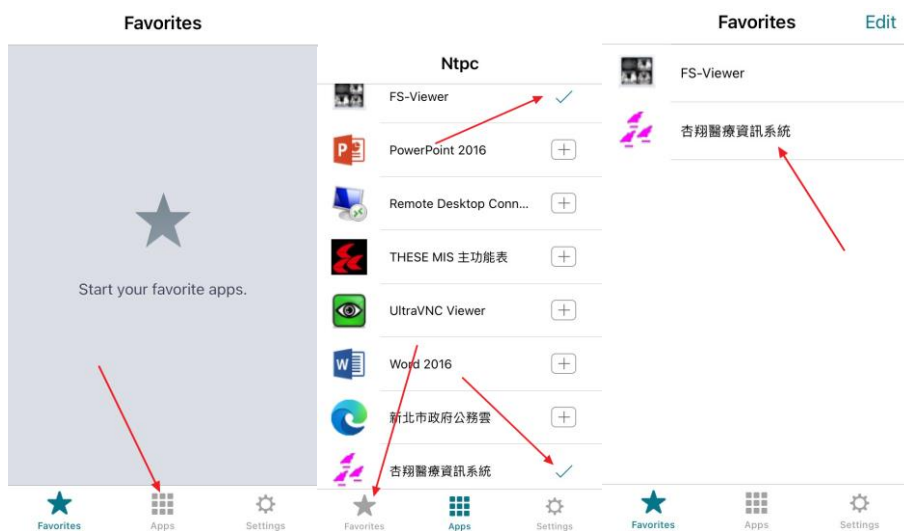 Favorites
Start your favorite apps.
Favorites
Apps
Settings
Ntpc
FS-Viewer
PowerPoint 2016
Remote Desktop Conn...
THESE MIS 主功能表
UltraVNC Viewer
Word 2016
新北市政府公務雲
杏翔醫療資訊系統
Favorites
Apps
Settings
Favorites
Edit
FS-Viewer
杏翔醫療資訊系統
Favorites
Apps
Settings